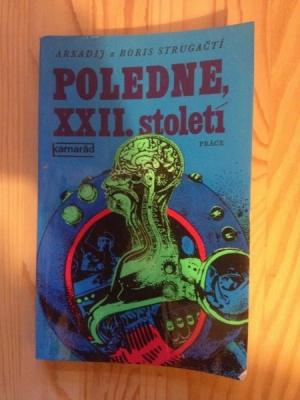 ARKADIJ a BORIS STRUGAČTÍ
POLEDNE,
XXII. století
kamarád
PRÁCE